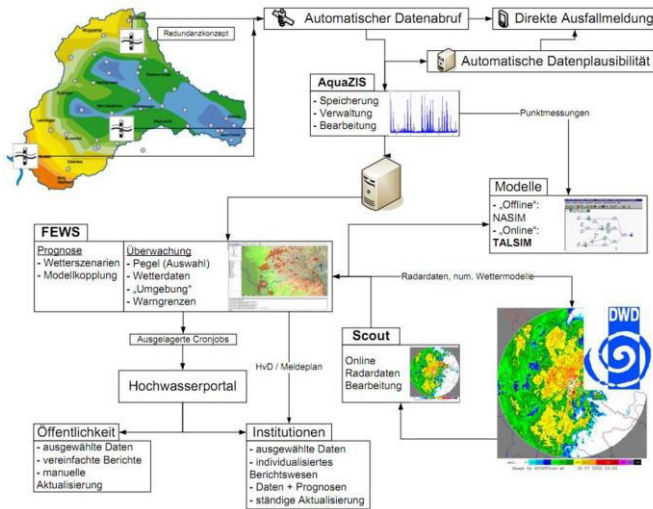 Redundanzkonzept
Automatischer Datenabruf
Direkte Ausfallmeldung
Automatische Datenplausibilität
AquaZIS
- Speicherung
- Verwaltung
- Bearbeitung
Punktmessungen
Modelle
- „Offline“:
NASIM
- „Online“:
TALSIM
FEWS
Prognose
- Wetterszenarien
- Modellkopplung
Überwachung
- Pegel (Auswahl)
- Wetterdaten
- „Umgebung“
- Warngrenzen
Radardaten, num. Wettermodelle
Ausgelagerte Cronjobs
HvD / Meldeplan
Scout
Online
Radardaten
Bearbeitung
DWD
Hochwasserportal
Öffentlichkeit
- ausgewählte Daten
- vereinfachte Berichte
- manuelle
Aktualisierung
Institutionen
- ausgewählte Daten
- individualisiertes
Berichtswesen
- Daten + Prognosen
- ständige Aktualisierung